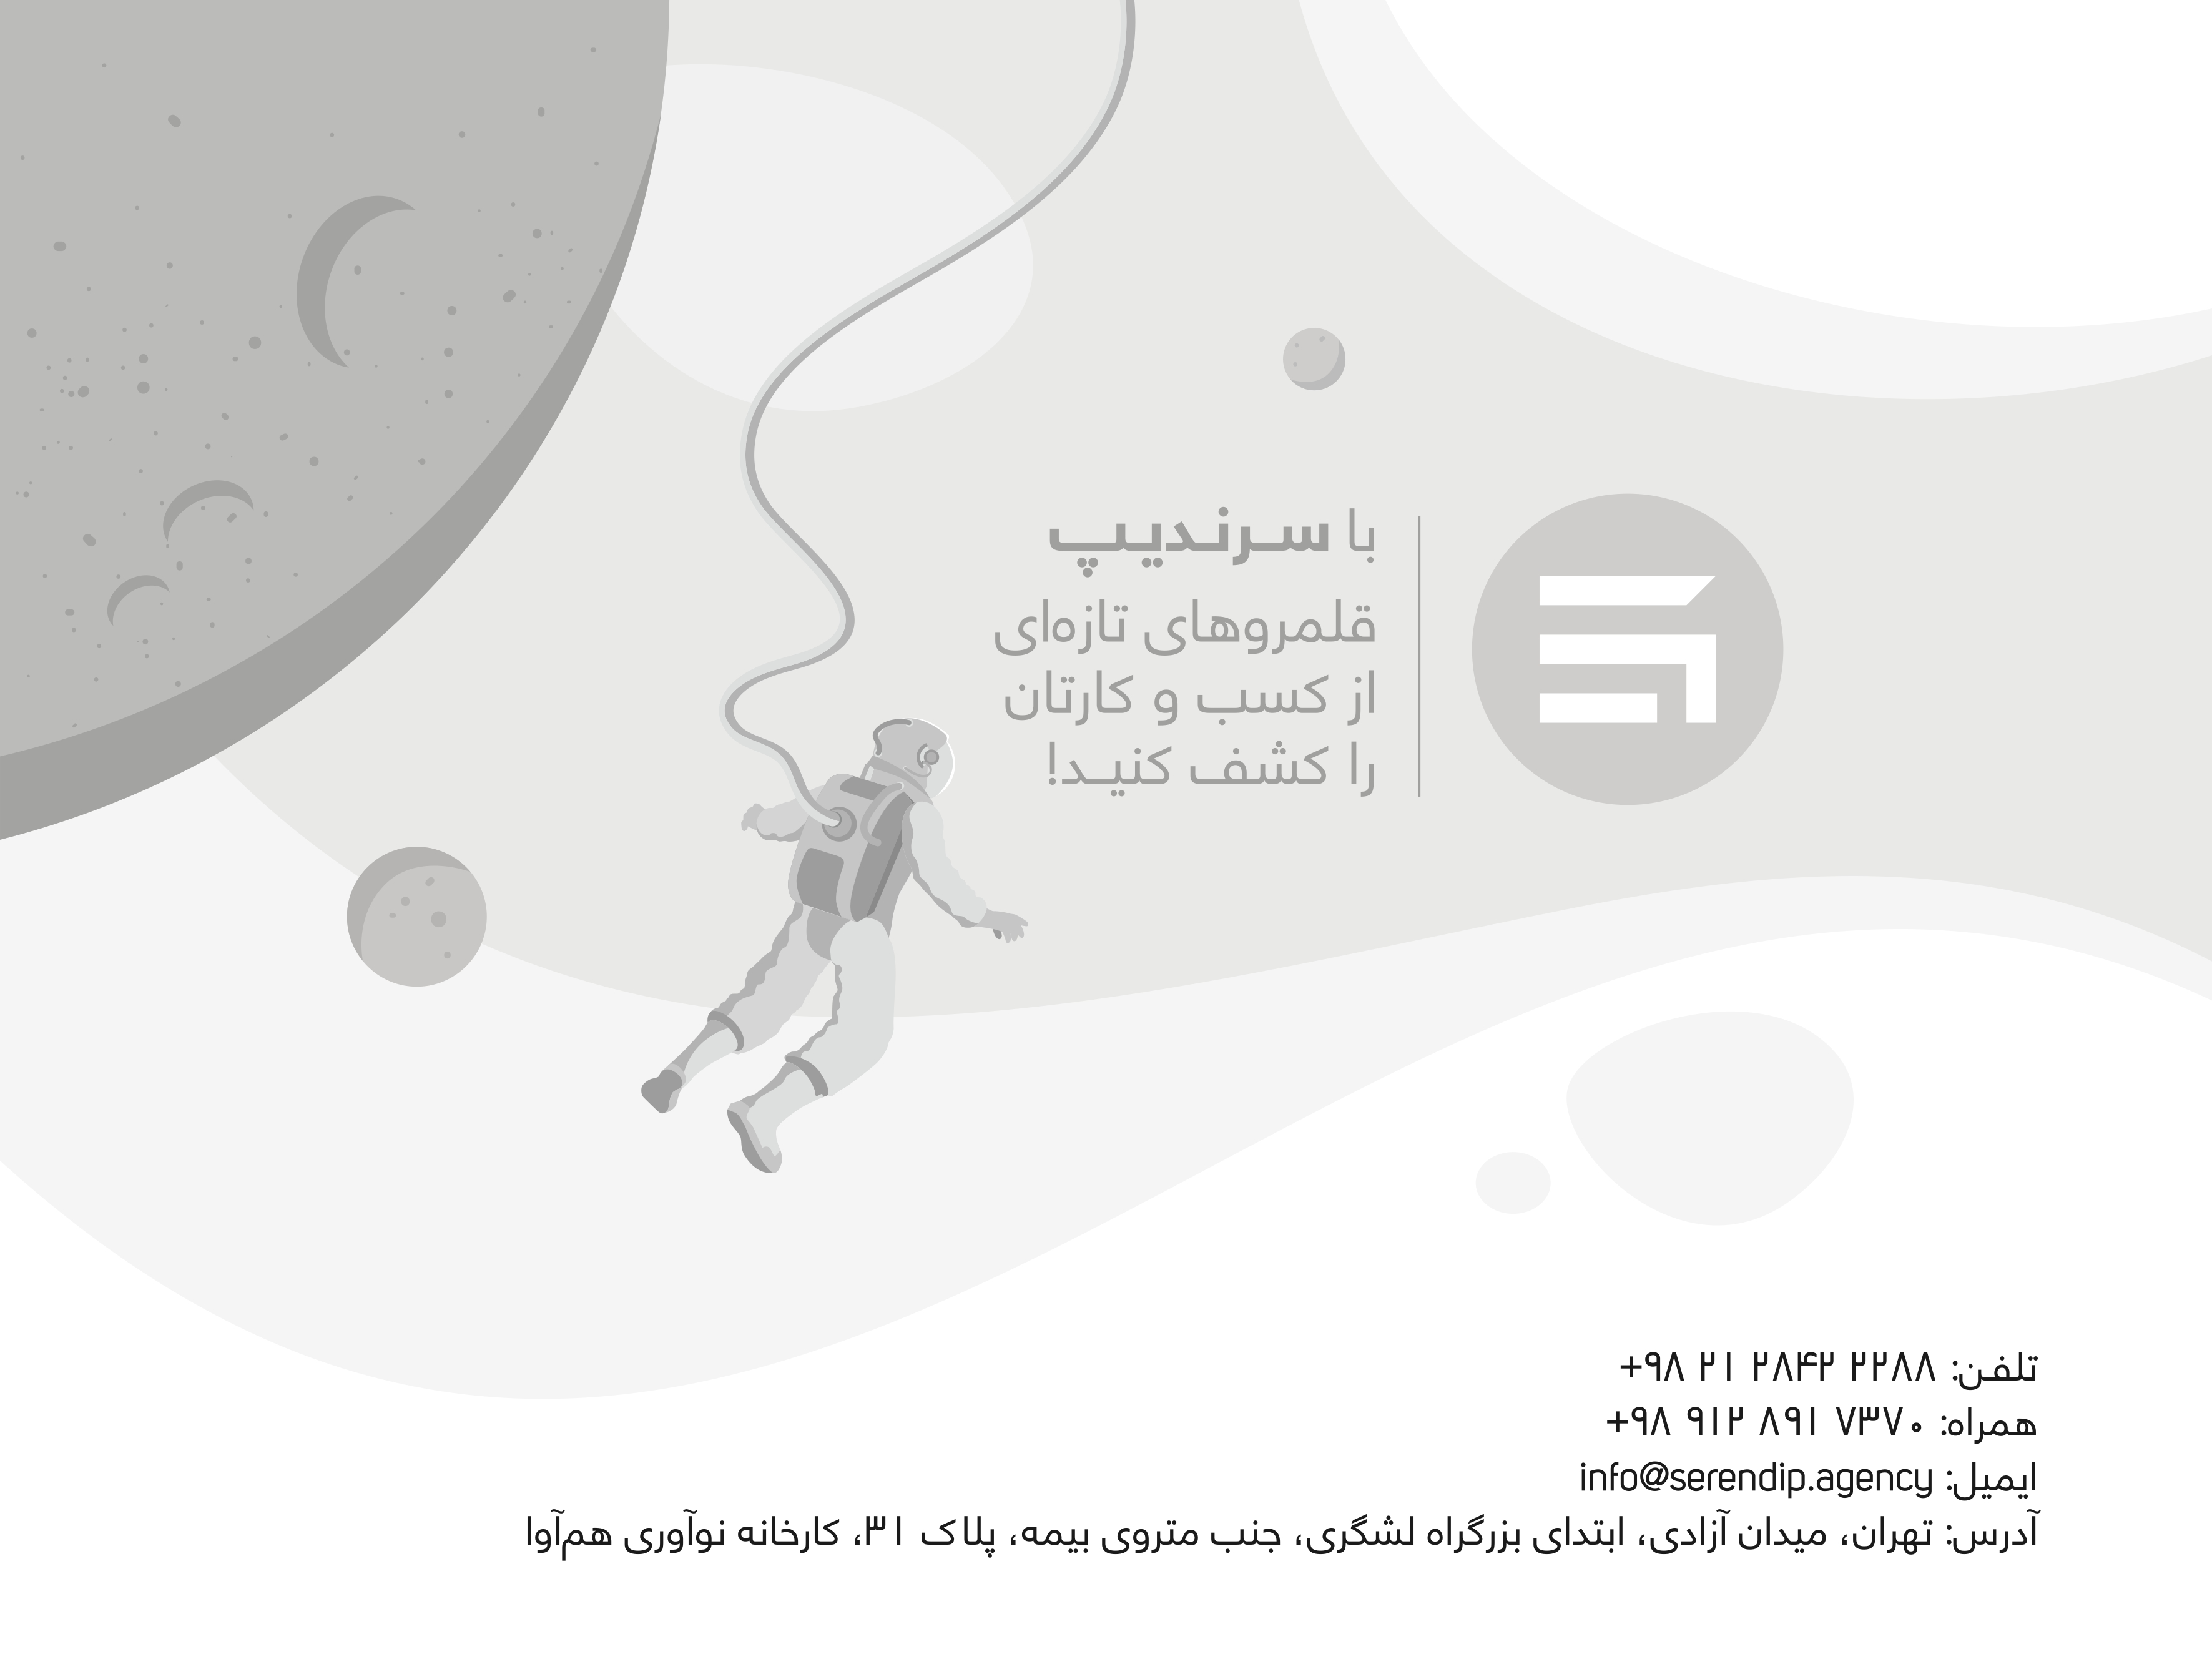 با سرندیپ
قلمروهای تازه‌ای
از کسب و کارتان
را کشف کنید!
تلفن: ۲۲۸۸ ۲۸۴۲ ۲۱ ۹۸+
همراه: ۷۳۷۰ ۸۹۱ ۹۱۲ ۹۸+
ایمیل: info@serendip.agency
آدرس: تهران، میدان آزادی، ابتدای بزرگراه لشگری، جنب متروی بیمه، پلاک ۳۱، کارخانه نوآوری هم‌آوا